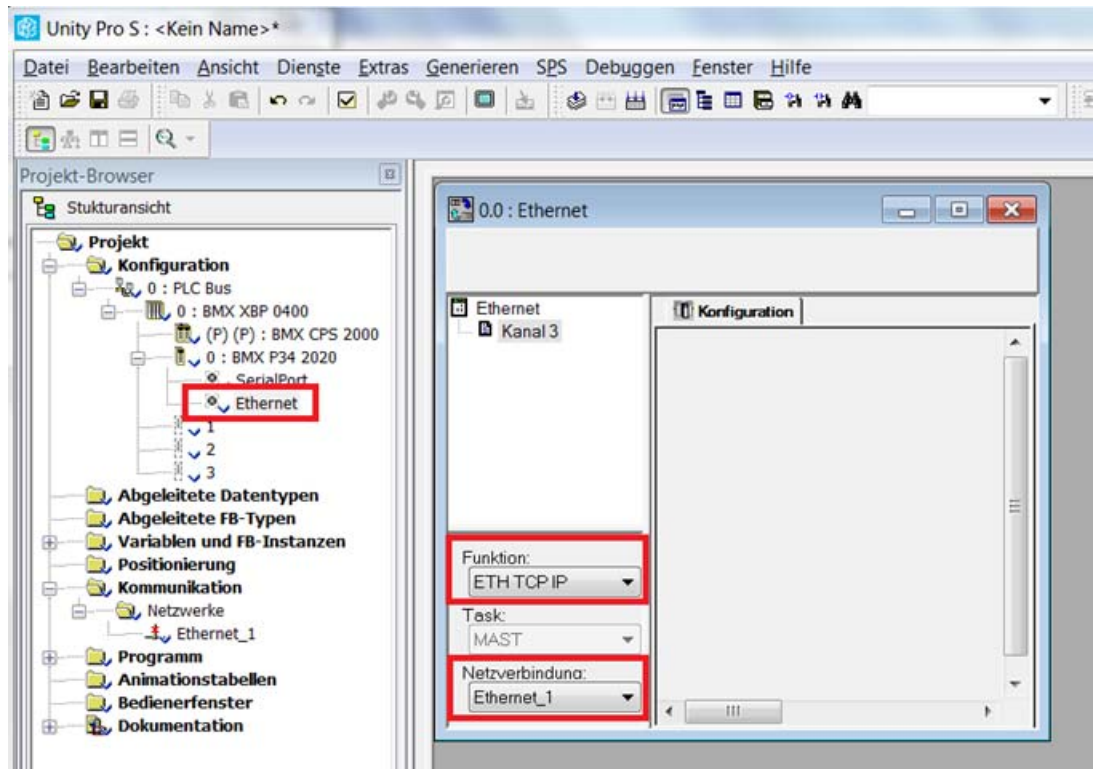 Unity Pro S : <Kein Name>*
Datei Bearbeiten Ansicht Dienste Extras Generieren SPS Debuggen Fenster Hilfe
Projekt-Browser
Stukturansicht
Projekt
Konfiguration
0 : PLC Bus
0 : BMX XBP 0400
(P) (P) : BMX CPS 2000
0 : BMX P34 2020
SerialPort
Ethernet
1
2
3
Abgeleitete Datentypen
Abgeleitete FB-Typen
Variablen und FB-Instanzen
Positionierung
Kommunikation
Netzwerke
Ethernet_1
Programm
Animationstabellen
Bedienerfenster
Dokumentation
0.0 : Ethernet
Ethernet
Kanal 3
Konfiguration
Funktion:
ETH TCP IP
Task:
MAST
Netzverbindung:
Ethernet_1